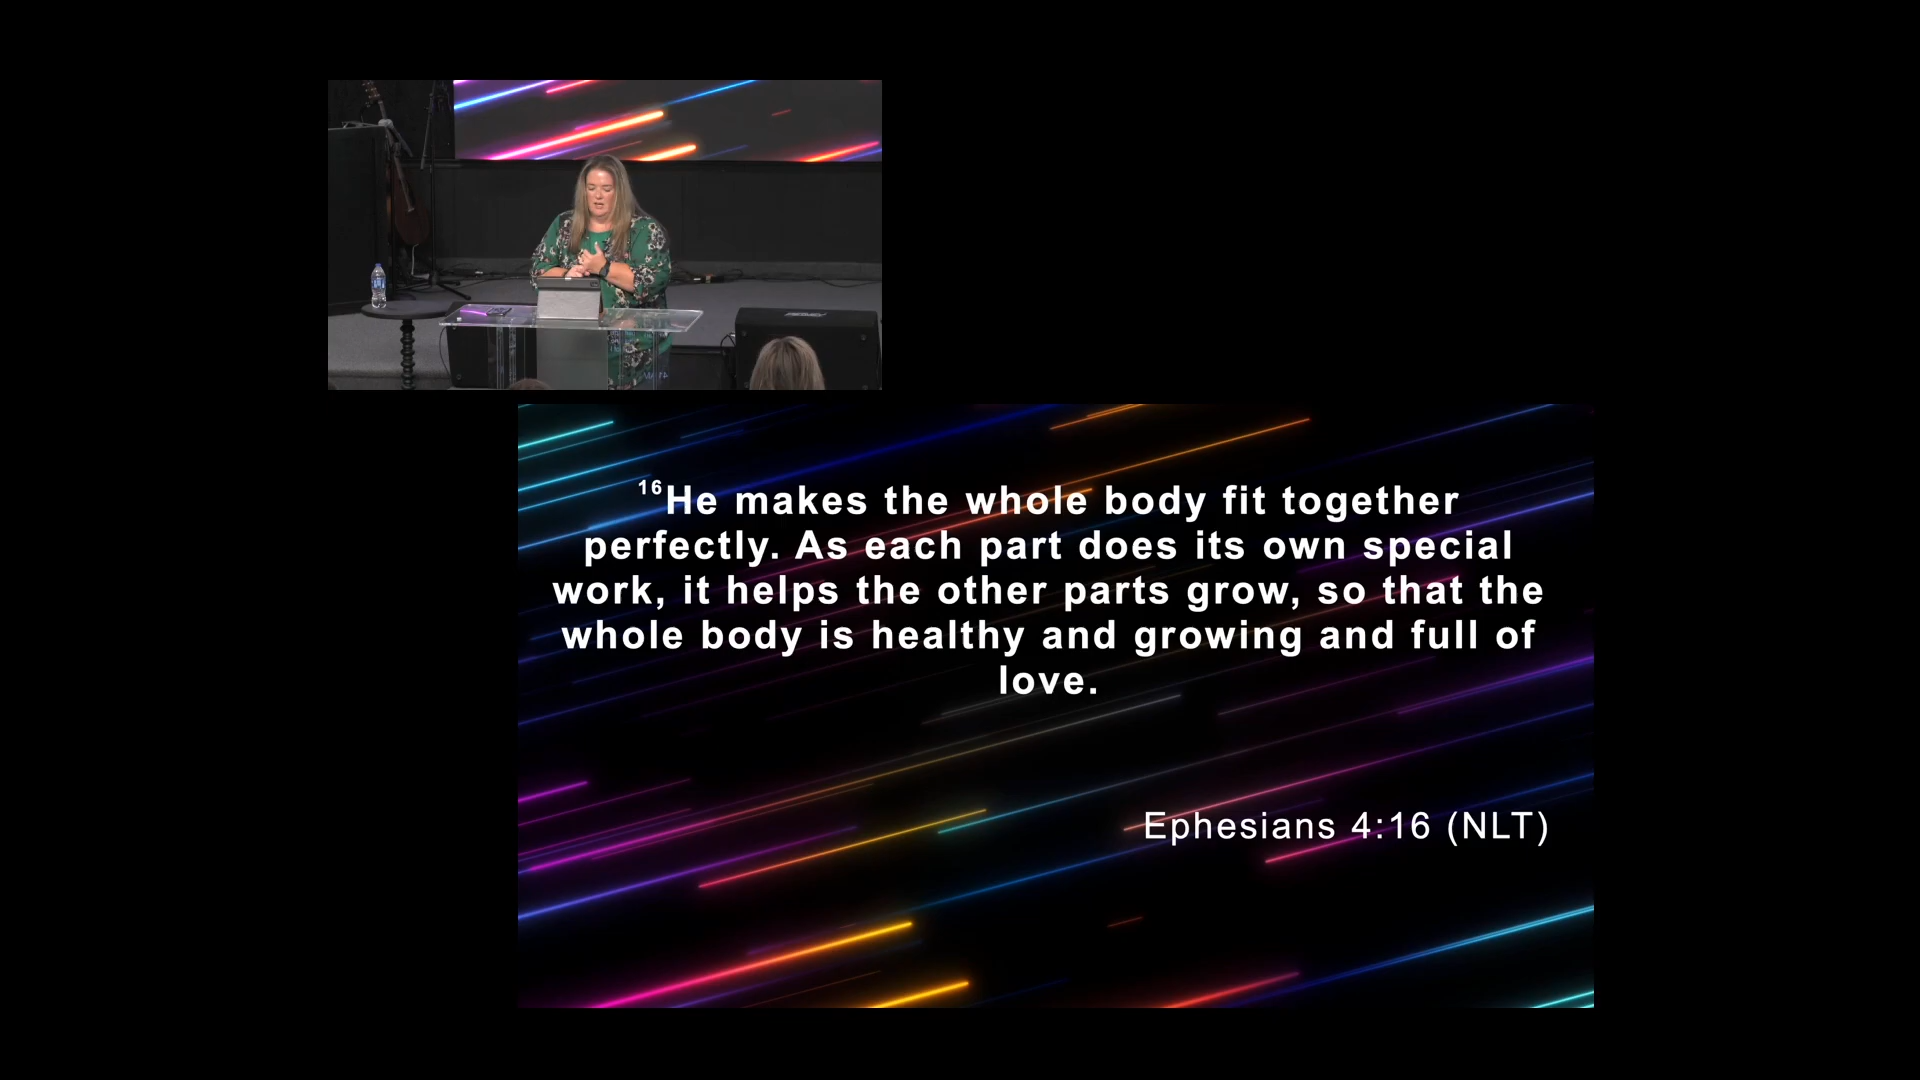 16He makes the whole body fit together
perfectly. As each part does its own special
work, it helps the other parts grow, so that the
whole body is healthy and growing and full of
love.
Ephesians 4:16 (NLT)